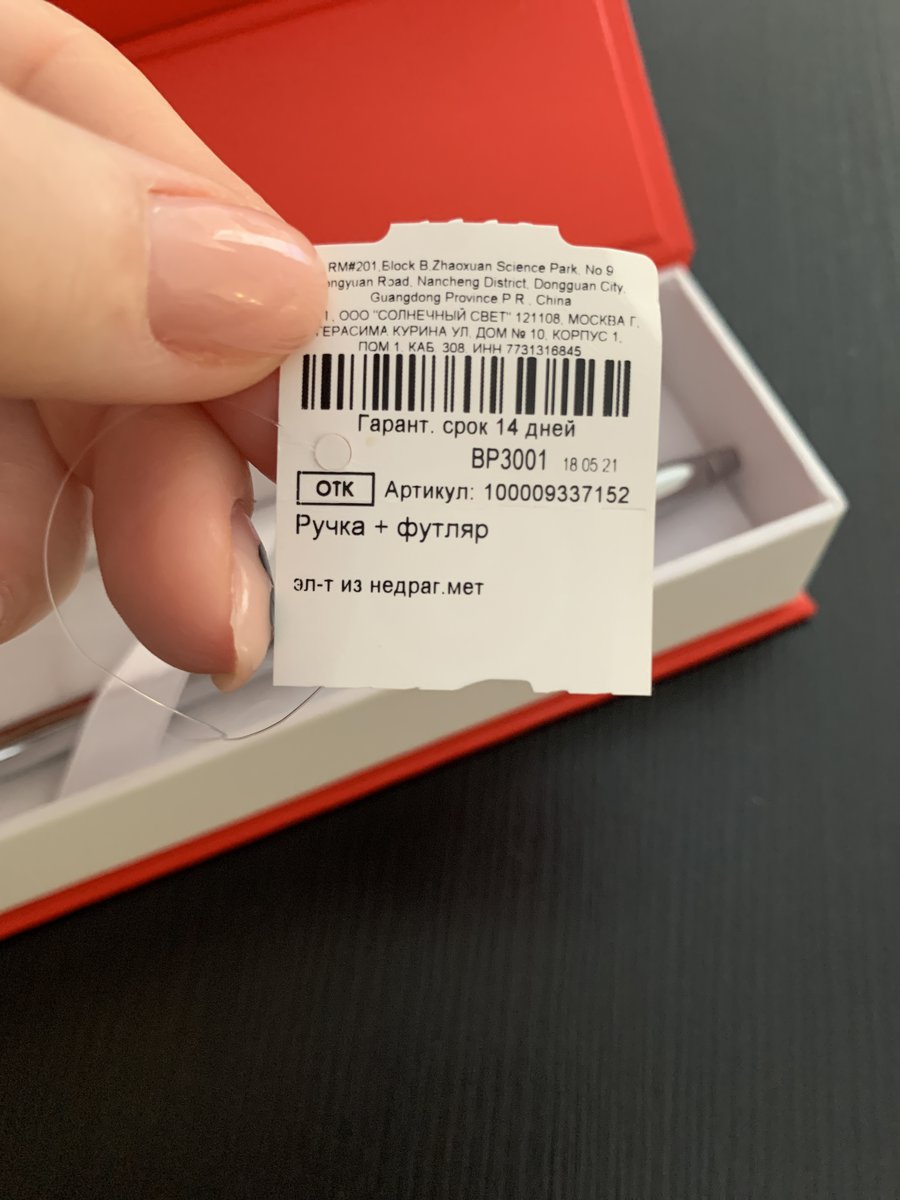 RM#201,Block B,Zhaoxuan Science Park, No 9
Road, Nancheng District, Dongguan City,
Guangdong Province P R , China
ООО "СОЛНЕЧНЫЙ СВЕТ" 121108, МОСКВА Г,
ГЕРАСИМА КУРИНА УЛ, ДОМ № 10, КОРПУС 1,
ПОМ 1, КАБ. 308, ИНН 7731316845
Гарант. срок 14 дней
BP3001 18 05 21
ОТК Артикул: 100009337152
Ручка + футляр
эл-т из недраг.мет